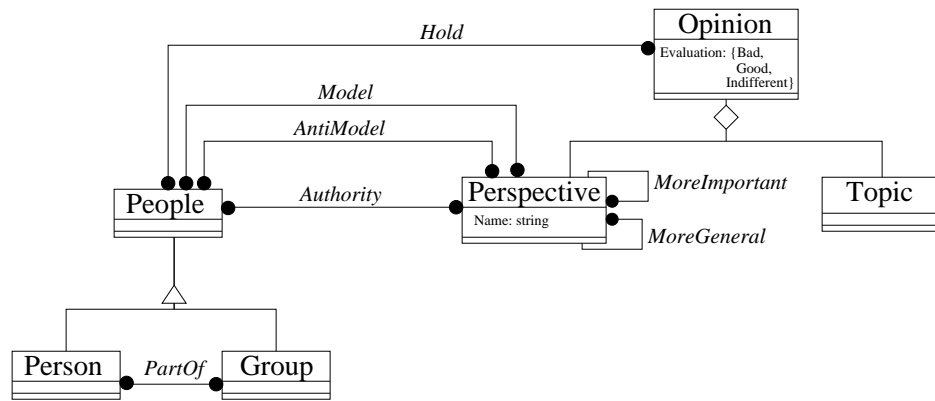 Opinion
Evaluation: {Bad,
Good,
Indifferent}
Hold
Model
AntiModel
People
Authority
Perspective
Name: string
MoreImportant
MoreGeneral
Topic
Person
PartOf
Group